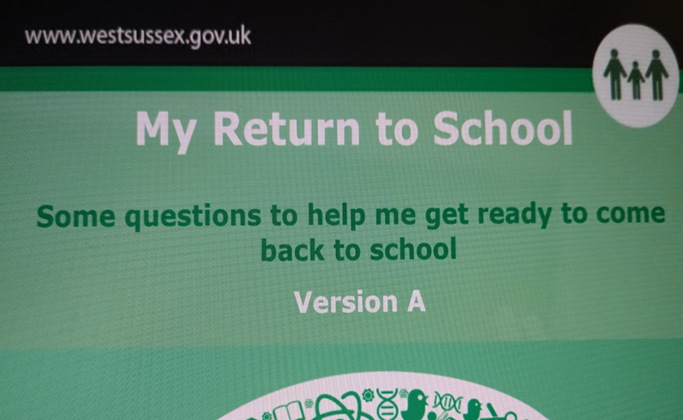 www.westsussex.gov.uk
My Return to School
Some questions to help me get ready to come
back to school
Version A